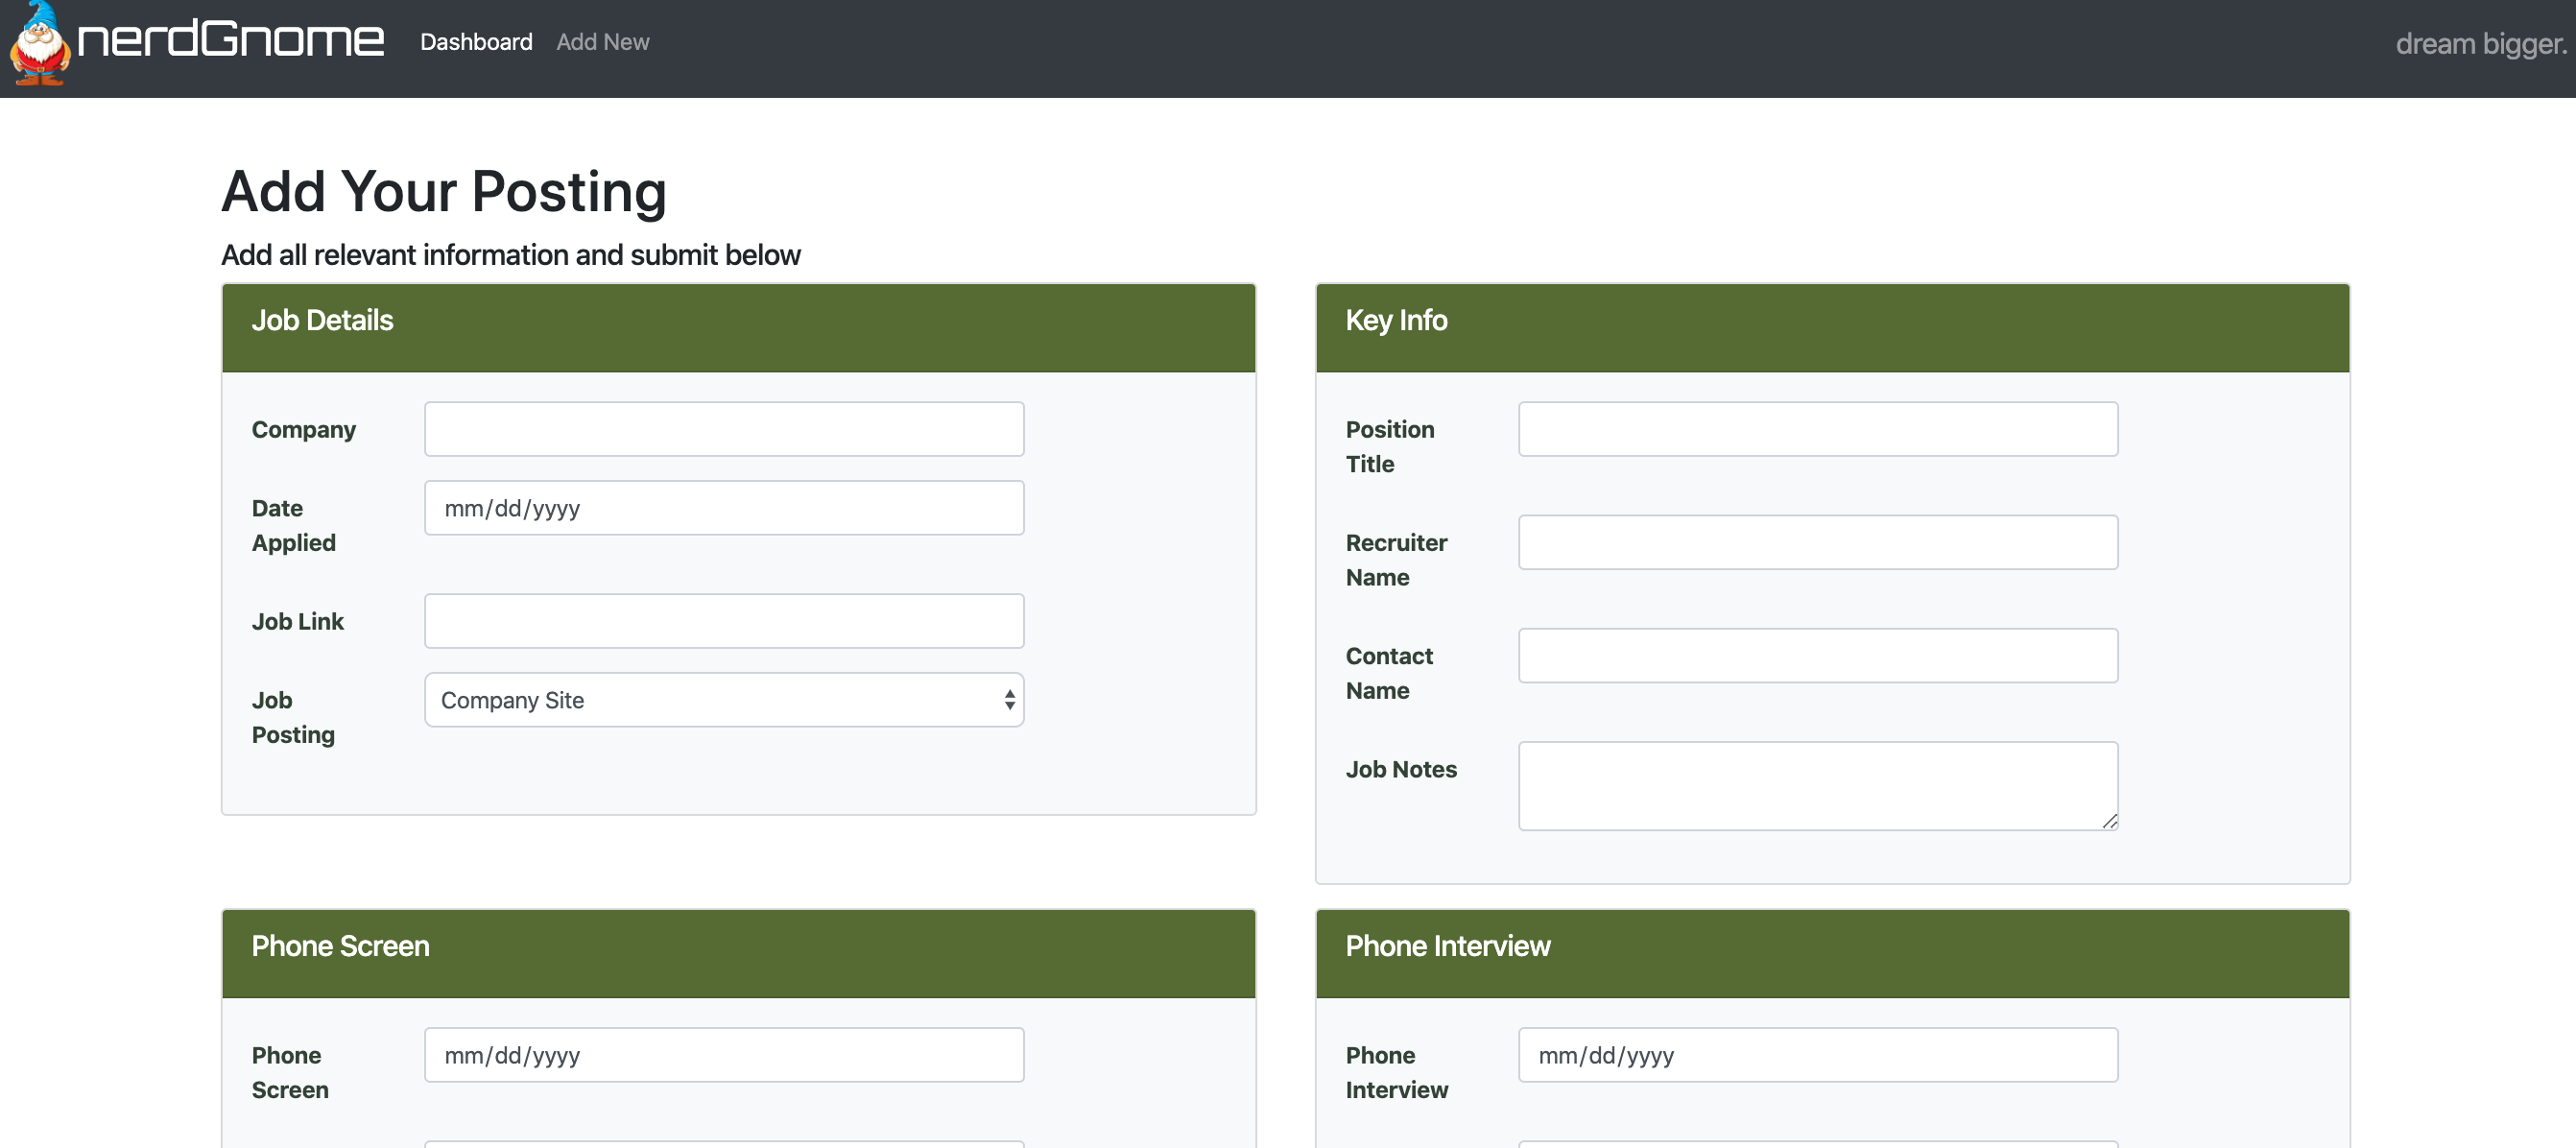 nerdGnome
Dashboard
Add New
dream bigger.
Add Your Posting
Add all relevant information and submit below
Job Details
Company
Date
Applied
mm/dd/yyyy
Job Link
Job
Posting
Company Site
Key Info
Position
Title
Recruiter
Name
Contact
Name
Job Notes
Phone Screen
Phone
Screen
mm/dd/yyyy
Phone Interview
Phone
Interview
mm/dd/yyyy